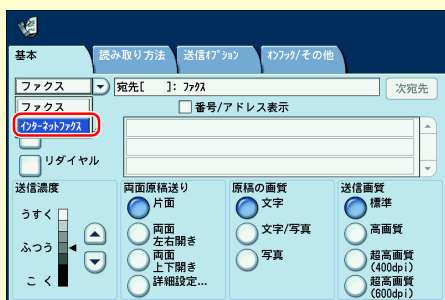 基本
読み取り方法
送信ｵﾌﾟｼｮﾝ
ｵﾝﾌｯｸ/その他
ファクス
宛先[ ]: ﾌｧｸｽ
次宛先
ファクス
番号/アドレス表示
ｲﾝﾀｰﾈｯﾄﾌｧｸｽ
リダイヤル
送信濃度
うすく
ふつう
こく
両面原稿送り
片面
両面
左右開き
両面
上下開き
詳細設定...
原稿の画質
文字
文字/写真
写真
送信画質
標準
高画質
超高画質
(400dpi)
超高画質
(600dpi)